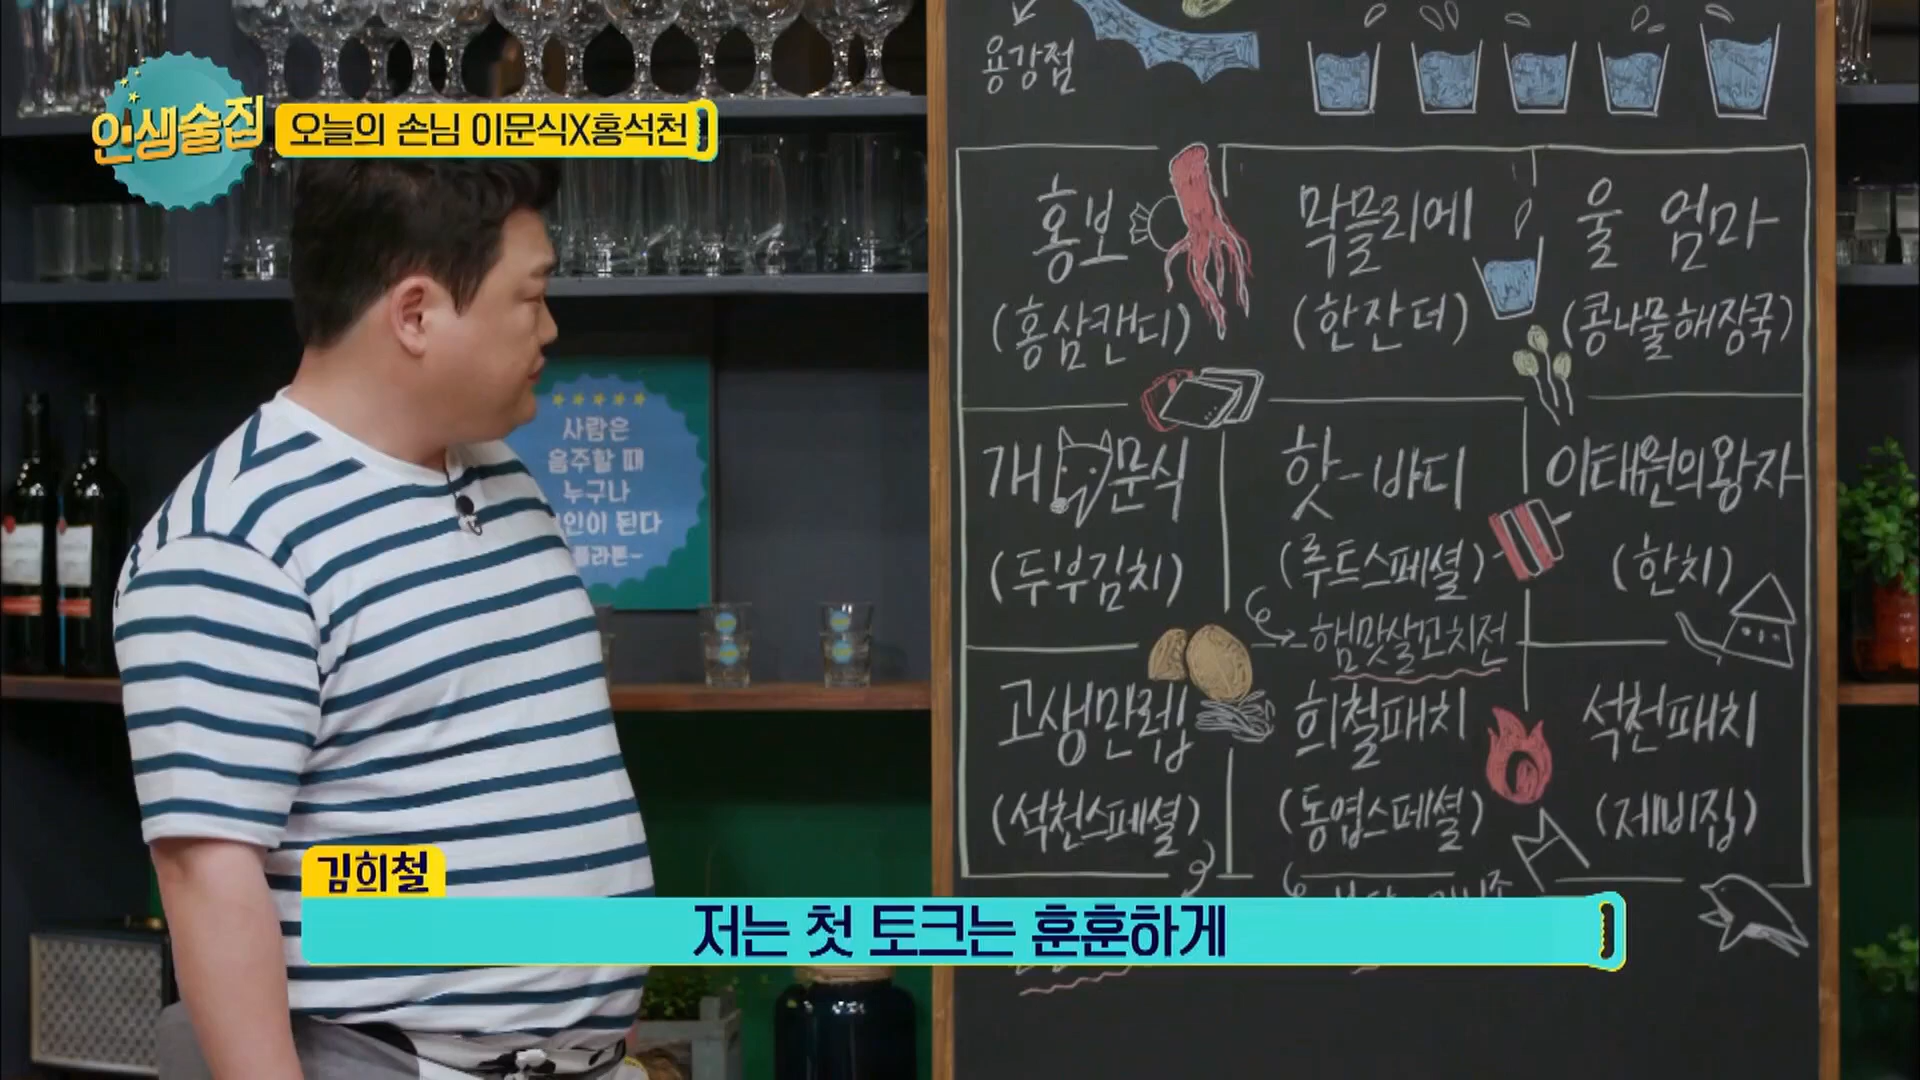 인생술집
오늘의 손님 이문식X홍석천
용강점
홍보
(홍삼캔디)
막믈리에
(한잔더)
울 엄마
(콩나물해장국)
개문식
(두부김치)
핫-바디
(루트스페셜)
햄맛살꼬치전
이태원의왕자
(한치)
고생만렙
(석천스페셜)
희철패치
(동엽스페셜)
석천패치
(제비집)
사람은
음주할 때
누구나
인이 된다
플라톤-
김희철
저는 첫 토크는 훈훈하게